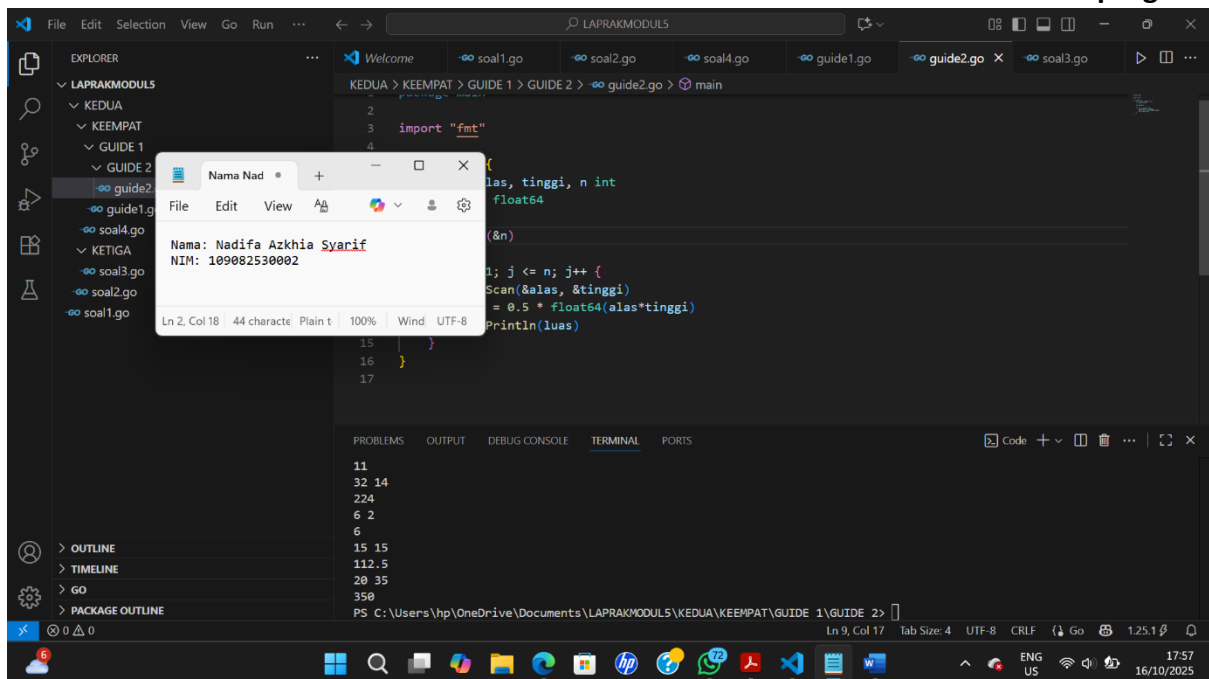 File Edit Selection View Go Run ··· LAPRAKMODUL5
EXPLORER ···
LAPRAKMODUL5
KEDUA
KEEMPAT
GUIDE 1
GUIDE 2
guide2.
guide1.g
soal4.go
KETIGA
soal3.go
soal2.go
soal1.go
OUTLINE
TIMELINE
GO
PACKAGE OUTLINE
Welcome soal1.go soal2.go soal4.go guide1.go guide2.go soal3.go
KEDUA > KEEMPAT > GUIDE 1 > GUIDE 2 > guide2.go > main
2
3 import "fmt"
4
{
las, tinggi, n int
float64
(&n)
1; j <= n; j++ {
Scan(&alas, &tinggi)
= 0.5 * float64(alas*tinggi)
Println(luas)
15 }
16 }
17
Nama Nad
File Edit View
Nama: Nadifa Azkhia Syarif
NIM: 109082530002
Ln 2, Col 18 44 characte Plain t 100% Wind UTF-8
PROBLEMS OUTPUT DEBUG CONSOLE TERMINAL PORTS Code
11
32 14
224
6 2
6
15 15
112.5
20 35
350
PS C:\Users\hp\OneDrive\Documents\LAPRAKMODUL5\KEDUA\KEEMPAT\GUIDE 1\GUIDE 2>
0 0 Ln 9, Col 17 Tab Size: 4 UTF-8 CRLF Go 1.25.1
6 72 ENG US 17:57 16/10/2025